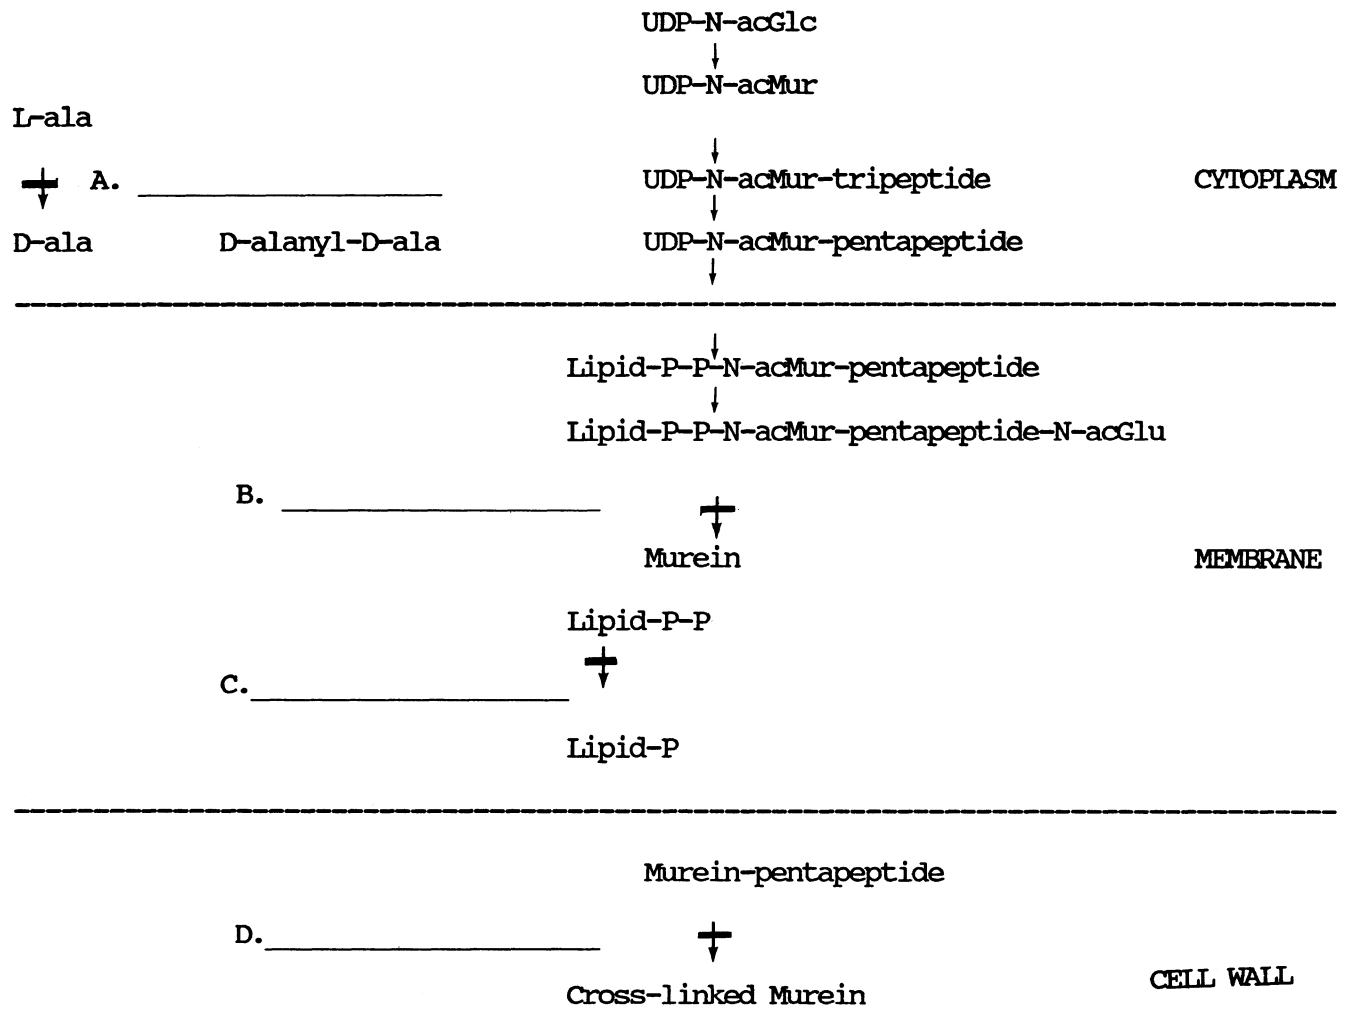 UDP-N-acGlc
UDP-N-acMur
L-ala
A.
UDP-N-acMur-tripeptide
CYTOPLASM
D-ala
D-alanyl-D-ala
UDP-N-acMur-pentapeptide
Lipid-P-P-N-acMur-pentapeptide
Lipid-P-P-N-acMur-pentapeptide-N-acGlu
B.
Murein
MEMBRANE
Lipid-P-P
C.
Lipid-P
Murein-pentapeptide
D.
CELL WALL
Cross-linked Murein